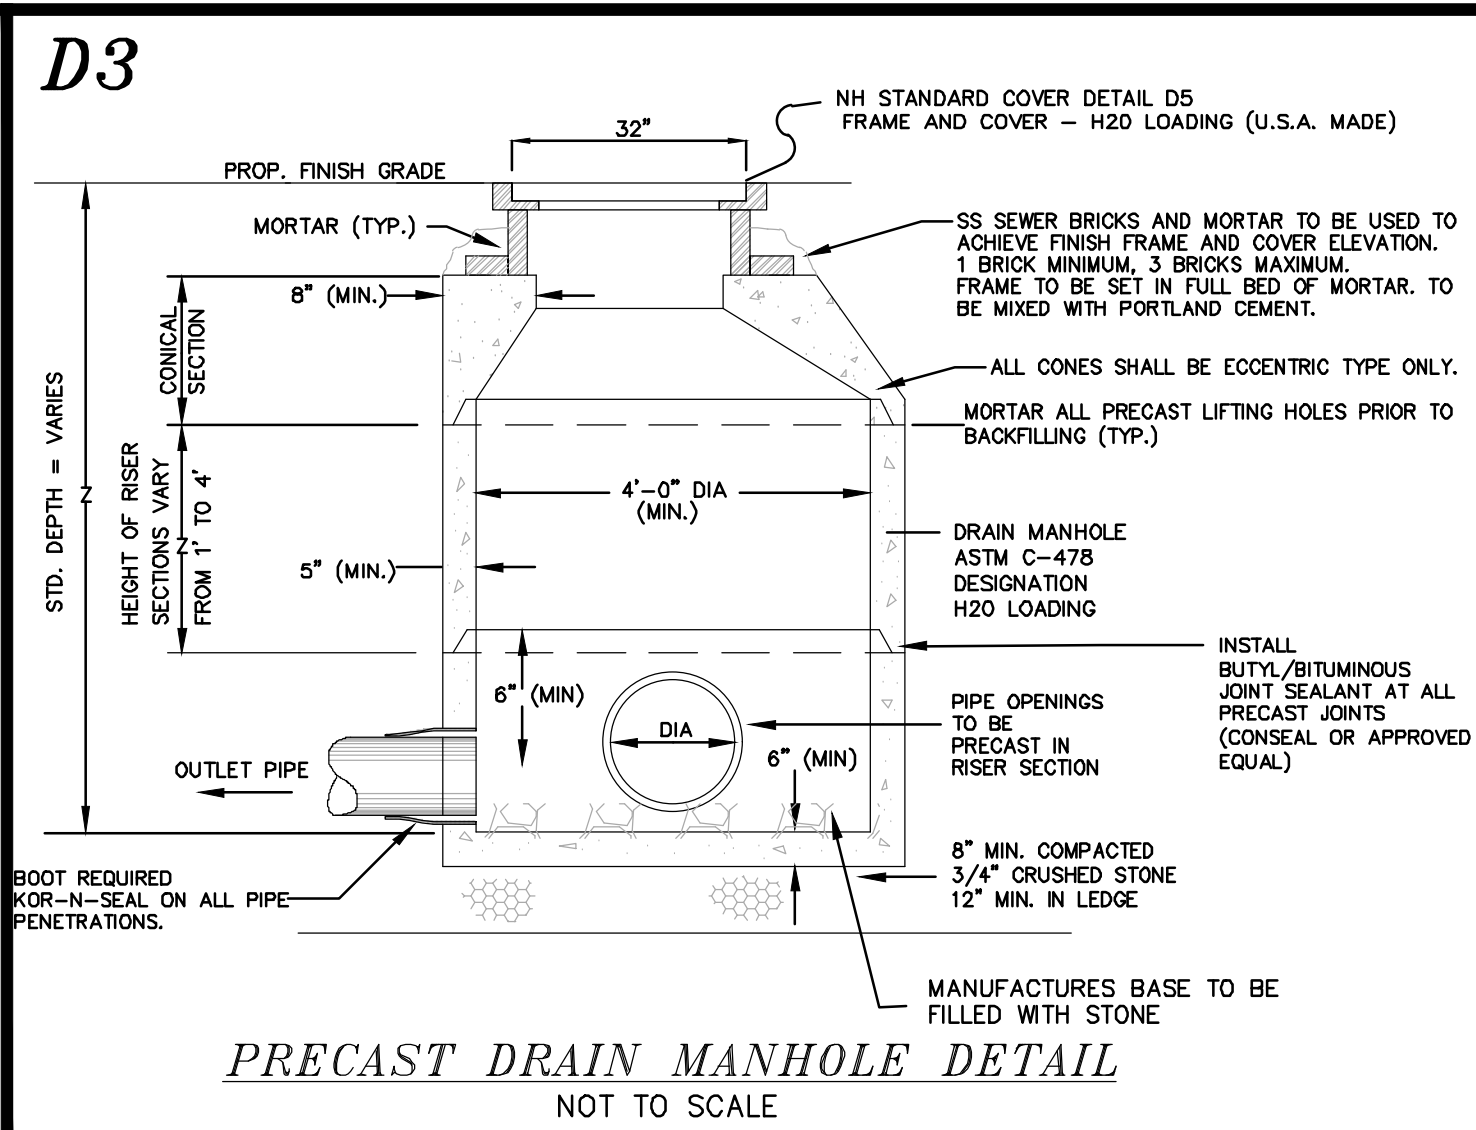 D3
NH STANDARD COVER DETAIL D5
FRAME AND COVER – H20 LOADING (U.S.A. MADE)
32"
PROP. FINISH GRADE
MORTAR (TYP.)
SS SEWER BRICKS AND MORTAR TO BE USED TO
ACHIEVE FINISH FRAME AND COVER ELEVATION.
1 BRICK MINIMUM, 3 BRICKS MAXIMUM.
FRAME TO BE SET IN FULL BED OF MORTAR. TO
BE MIXED WITH PORTLAND CEMENT.
8" (MIN.)
CONICAL
SECTION
ALL CONES SHALL BE ECCENTRIC TYPE ONLY.
MORTAR ALL PRECAST LIFTING HOLES PRIOR TO
BACKFILLING (TYP.)
STD. DEPTH = VARIES
Z
HEIGHT OF RISER
SECTIONS VARY
FROM 1' TO 4'
Z
4'-0" DIA
(MIN.)
DRAIN MANHOLE
ASTM C-478
DESIGNATION
H20 LOADING
5" (MIN.)
INSTALL
BUTYL/BITUMINOUS
JOINT SEALANT AT ALL
PRECAST JOINTS
(CONSEAL OR APPROVED
EQUAL)
6" (MIN)
PIPE OPENINGS
TO BE
PRECAST IN
RISER SECTION
DIA
6" (MIN)
OUTLET PIPE
8" MIN. COMPACTED
3/4" CRUSHED STONE
12" MIN. IN LEDGE
BOOT REQUIRED
KOR-N-SEAL ON ALL PIPE
PENETRATIONS.
MANUFACTURES BASE TO BE
FILLED WITH STONE
PRECAST DRAIN MANHOLE DETAIL
NOT TO SCALE